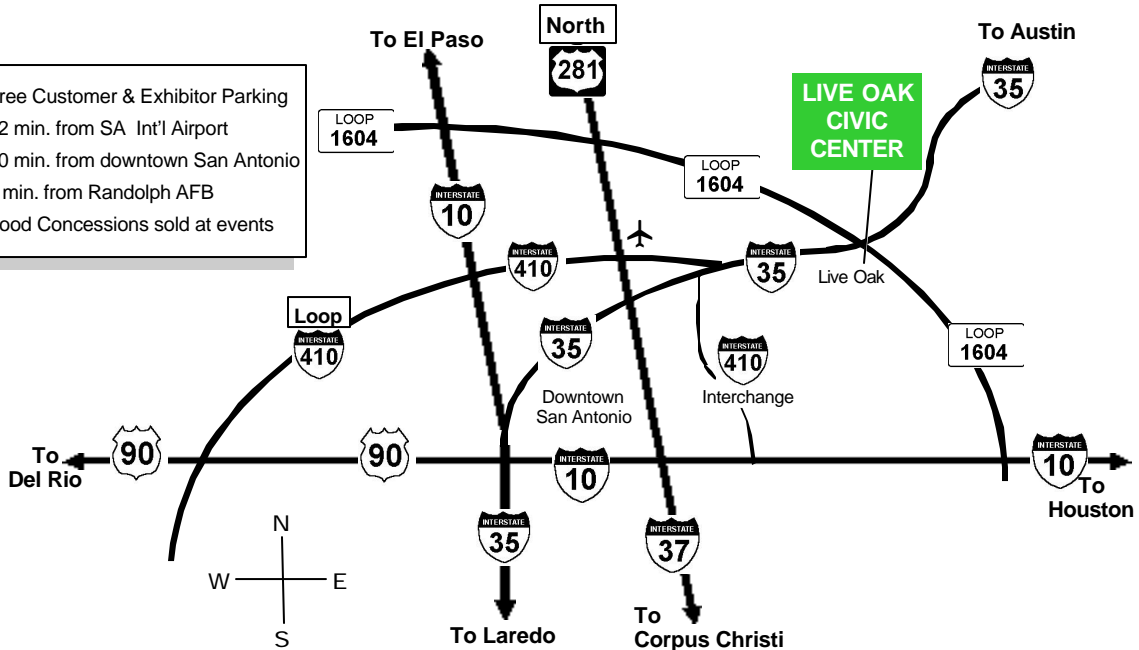 To El Paso
North
281
To Austin
INTERSTATE
35
LIVE OAK
CIVIC
CENTER
ree Customer & Exhibitor Parking
2 min. from SA Int'l Airport
0 min. from downtown San Antonio
min. from Randolph AFB
ood Concessions sold at events
LOOP
1604
LOOP
1604
INTERSTATE
10
INTERSTATE
410
INTERSTATE
35
Live Oak
Loop
INTERSTATE
410
INTERSTATE
35
INTERSTATE
410
Interchange
LOOP
1604
Downtown
San Antonio
To
Del Rio
90
90
INTERSTATE
10
INTERSTATE
10
To
Houston
INTERSTATE
35
INTERSTATE
37
N
W
E
S
To Laredo
To
Corpus Christi